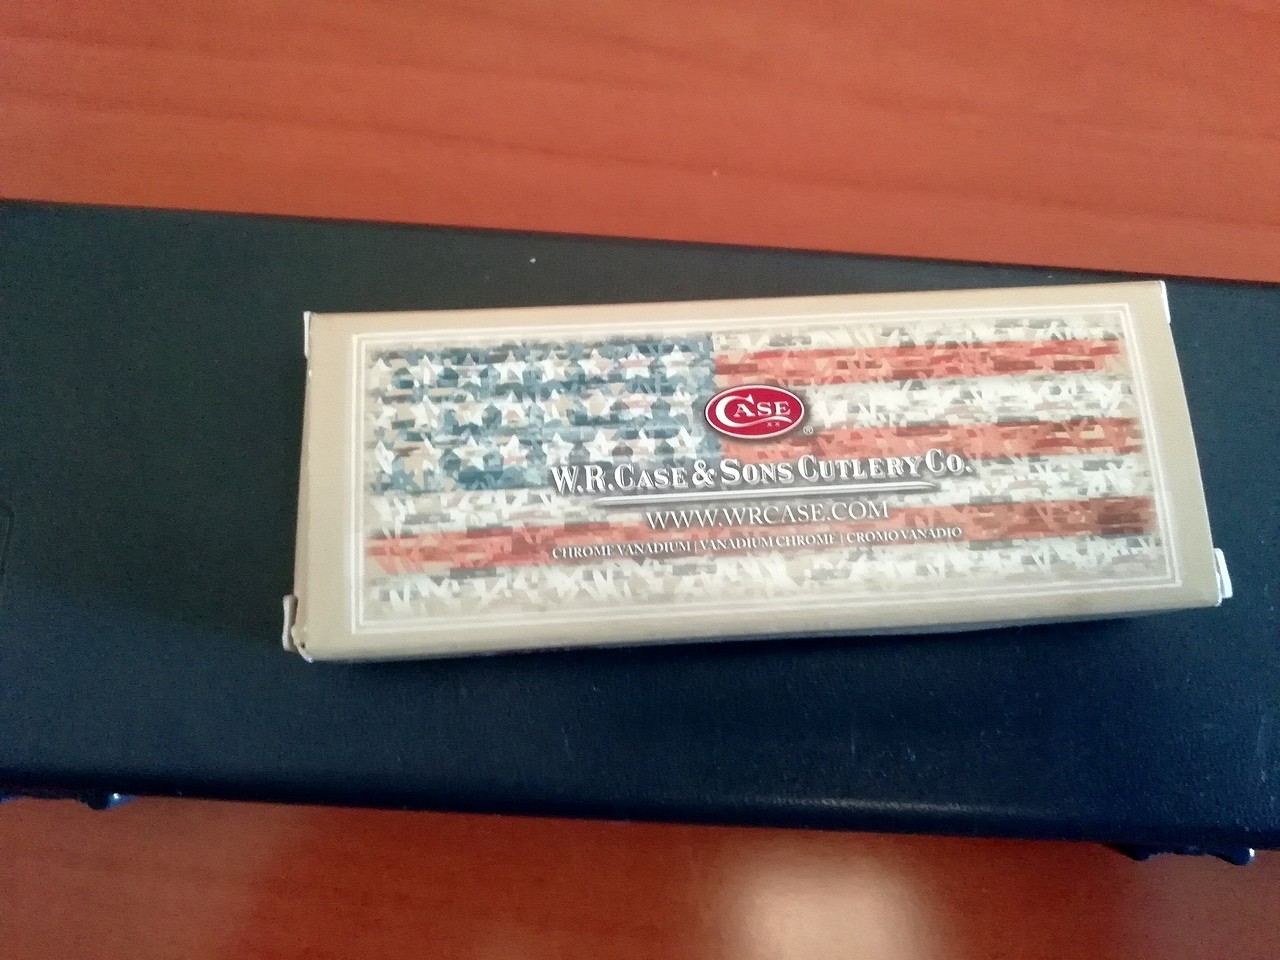 CASE
XX
®
W.R. CASE & SONS CUTLERY CO.
WWW.WRCASE.COM
CHROME VANADIUM | VANADIUM CHROME | CROMO VANADIO